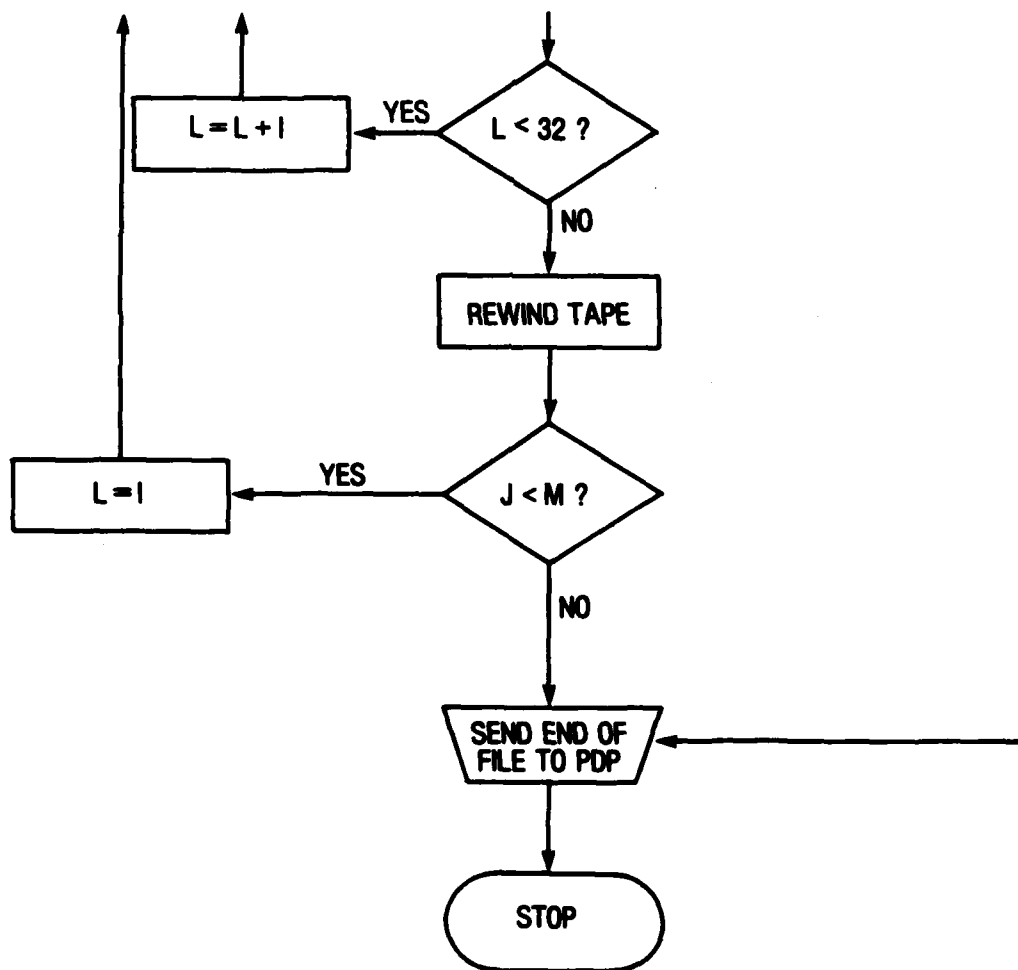 YES
L < 32 ?
L = L + 1
NO
REWIND TAPE
YES
J < M ?
L = 1
NO
SEND END OF
FILE TO PDP
STOP